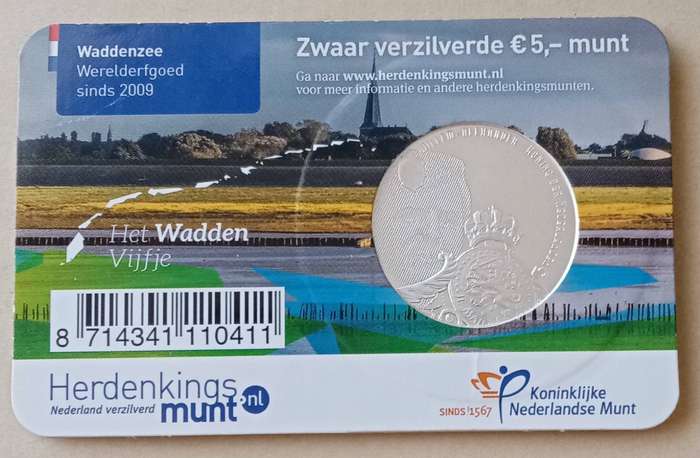 Waddenzee
Werelderfgoed
sinds 2009
Zwaar verzilverde € 5,– munt
Ga naar www.herdenkingsmunt.nl
voor meer informatie en andere herdenkingsmunten.
Het Wadden
Vijfje
8 714341 110411
Herdenkings
munt.nl
Nederland verzilverd
SINDS 1567
Koninklijke
Nederlandse Munt